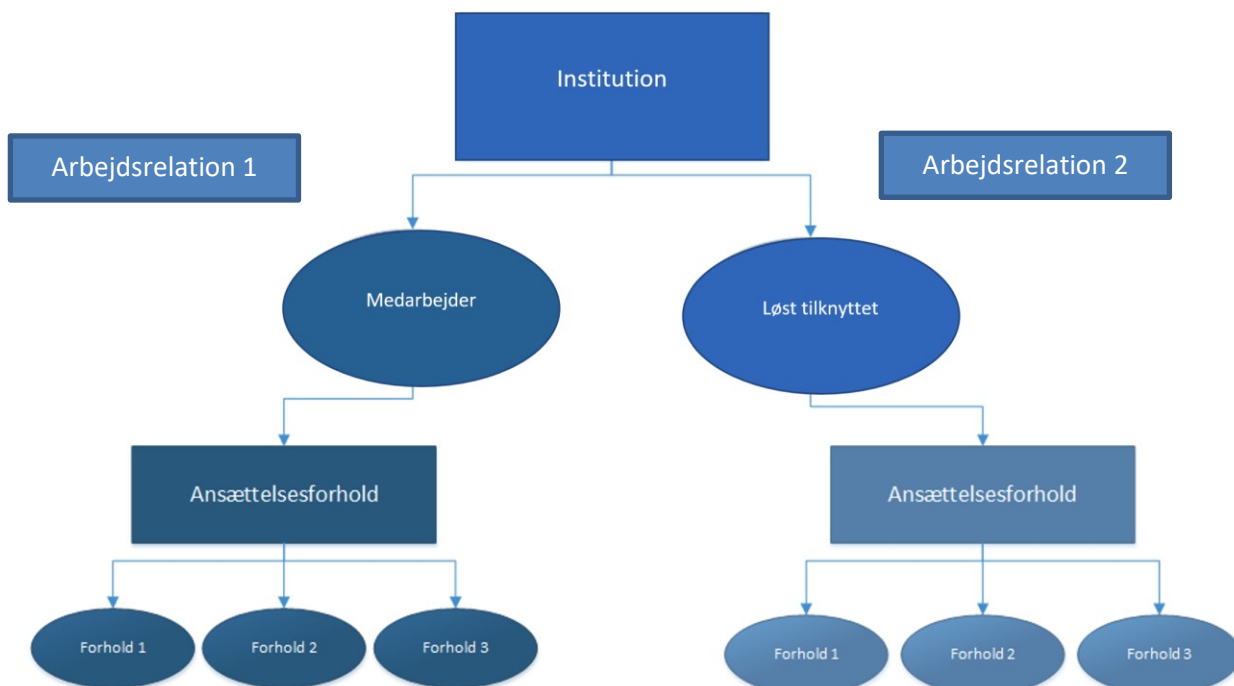 Institution
Arbejdsrelation 1
Arbejdsrelation 2
Medarbejder
Løst tilknyttet
Ansættelsesforhold
Ansættelsesforhold
Forhold 1
Forhold 2
Forhold 3
Forhold 1
Forhold 2
Forhold 3